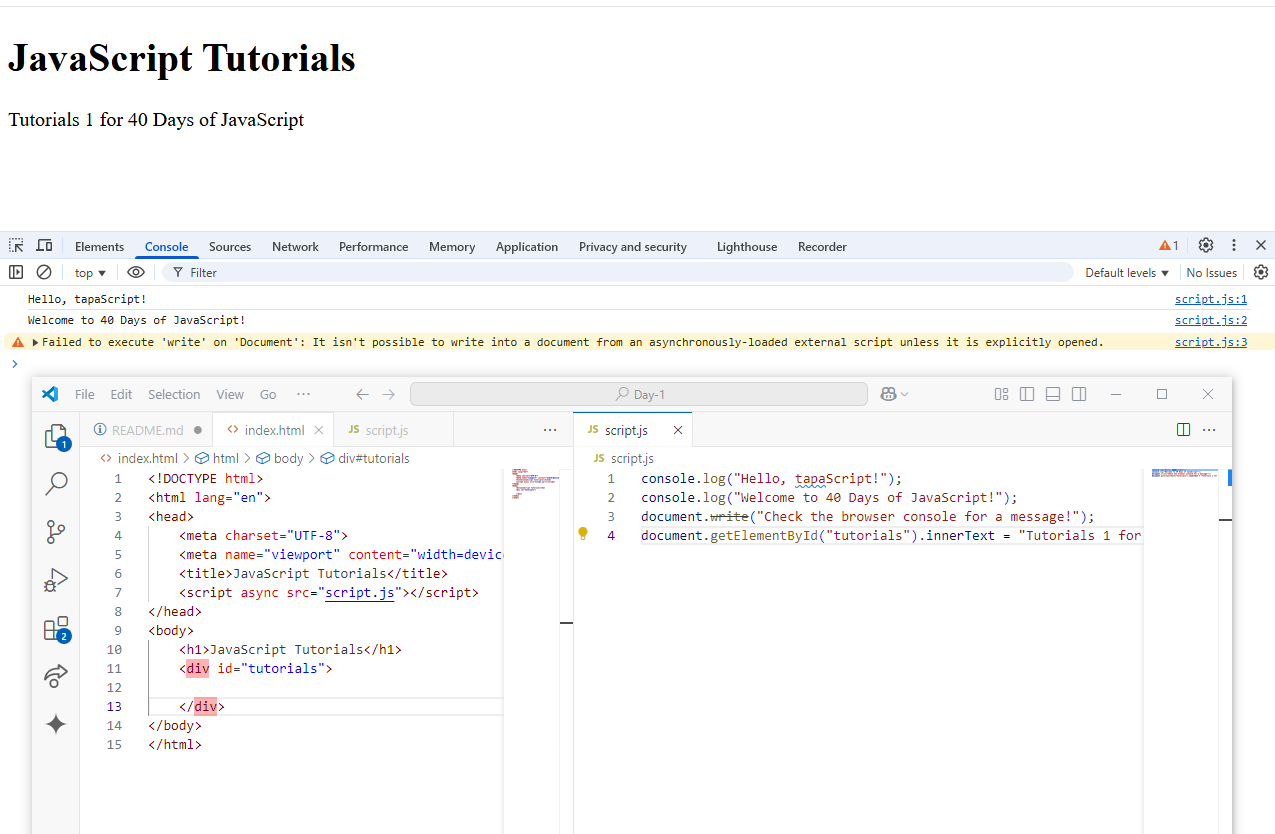 JavaScript Tutorials
Tutorials 1 for 40 Days of JavaScript
Elements Console Sources Network Performance Memory Application Privacy and security Lighthouse Recorder 1
top Filter Default levels No Issues
Hello, tapaScript! script.js:1
Welcome to 40 Days of JavaScript! script.js:2
Failed to execute 'write' on 'Document': It isn't possible to write into a document from an asynchronously-loaded external script unless it is explicitly opened. script.js:3
File Edit Selection View Go ... Day-1
1
2
README.md index.html script.js ...
index.html > html > body > div#tutorials
1 <!DOCTYPE html>
2 <html lang="en">
3 <head>
4 <meta charset="UTF-8">
5 <meta name="viewport" content="width=devic
6 <title>JavaScript Tutorials</title>
7 <script async src="script.js"></script>
8 </head>
9 <body>
10 <h1>JavaScript Tutorials</h1>
11 <div id="tutorials">
12
13 </div>
14 </body>
15 </html>
JS script.js
JS script.js
1 console.log("Hello, tapaScript!");
2 console.log("Welcome to 40 Days of JavaScript!");
3 document.write("Check the browser console for a message!");
4 document.getElementById("tutorials").innerText = "Tutorials 1 for